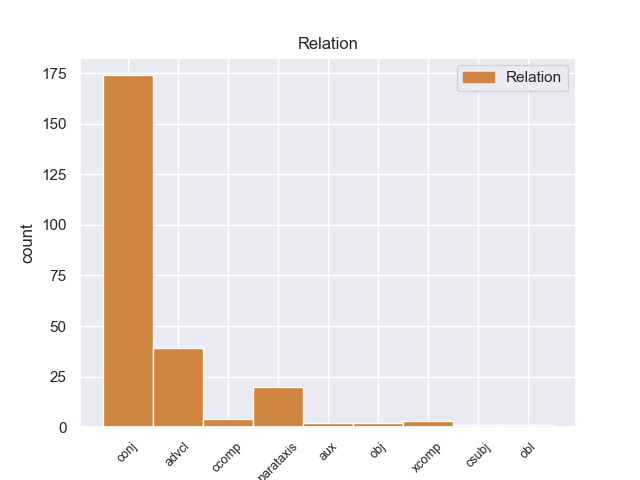 Relation
Relation
175
150
125
100
75
50
25
0
count
conj
advcl
ccomp
parataxis
aux
obj
xcomp
csubj
obl